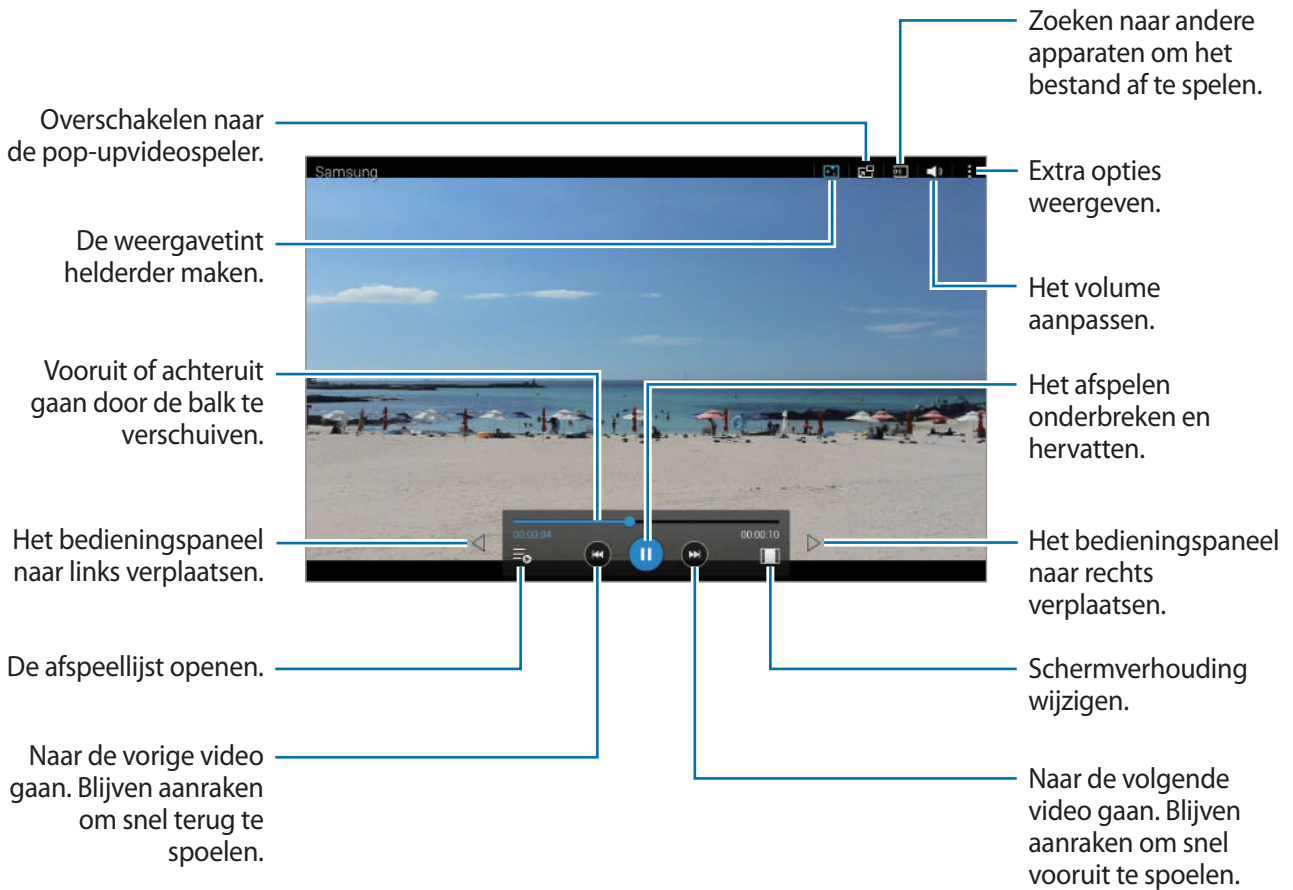 Zoeken naar andere
apparaten om het
bestand af te spelen.
Overschakelen naar
de pop-upvideospeler.
Samsung
Extra opties
weergeven.
De weergavetint
helderder maken.
Het volume
aanpassen.
Vooruit of achteruit
gaan door de balk te
verschuiven.
Het afspelen
onderbreken en
hervatten.
00:00:04
00:00:10
Het bedieningspaneel
naar links verplaatsen.
Het bedieningspaneel
naar rechts
verplaatsen.
De afspeellijst openen.
Schermverhouding
wijzigen.
Naar de vorige video
gaan. Blijven aanraken
om snel terug te
spoelen.
Naar de volgende
video gaan. Blijven
aanraken om snel
vooruit te spoelen.